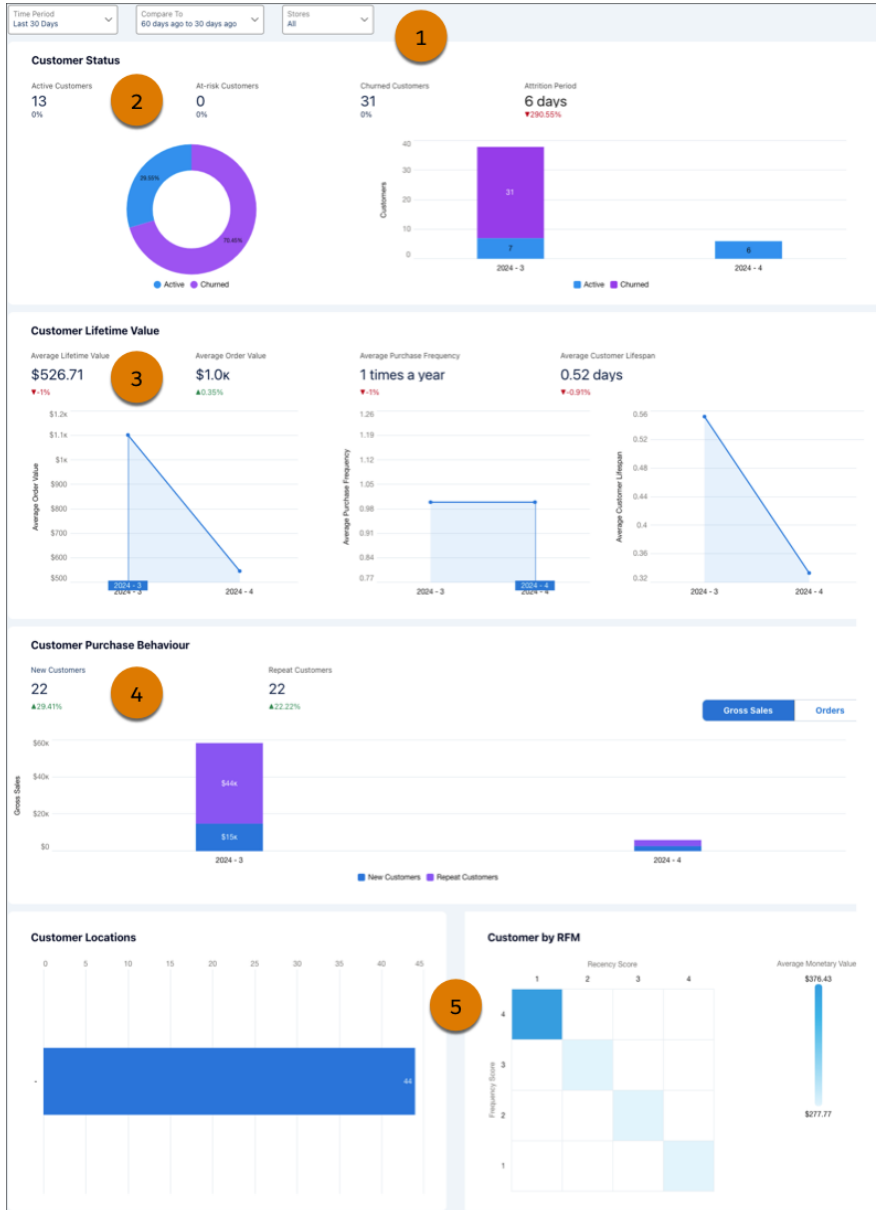 Time Period
Last 30 Days
Compare To
60 days ago to 30 days ago
Stores
All
1
Customer Status
Active Customers
13
0%
2
At-risk Customers
0
0%
Churned Customers
31
0%
Attrition Period
6 days
▼290.55%
70.45%
Active Churned
Customers
40
30
20
10
0
31
7
6
2024 - 3
2024 - 4
Active Churned
Customer Lifetime Value
Average Lifetime Value
$526.71
▼-1%
3
Average Order Value
$1.0K
▲0.35%
Average Purchase Frequency
1 times a year
▼-1%
Average Customer Lifespan
0.52 days
▼-0.91%
Average Order Value
$1.2K
$1.1K
$1K
$900
$800
$700
$600
$500
2024 - 3
2024 - 3
2024 - 4
Average Purchase Frequency
1.26
1.19
1.12
1.05
0.98
0.91
0.84
0.77
2024 - 3
2024 - 4
2024 - 4
Average Customer Lifespan
0.56
0.52
0.48
0.44
0.4
0.36
0.32
2024 - 3
2024 - 4
Customer Purchase Behaviour
New Customers
22
▲29.41%
4
Repeat Customers
22
▲22.22%
Gross Sales Orders
Gross Sales
$60K
$40K
$20K
$0
$44K
$15K
2024 - 3
2024 - 4
New Customers Repeat Customers
Customer Locations
0 5 10 15 20 25 30 35 40 45
-
44
5
Customer by RFM
Recency Score
1 2 3 4
Frequency Score
4
3
2
1
Average Monetary Value
$376.43
$277.77